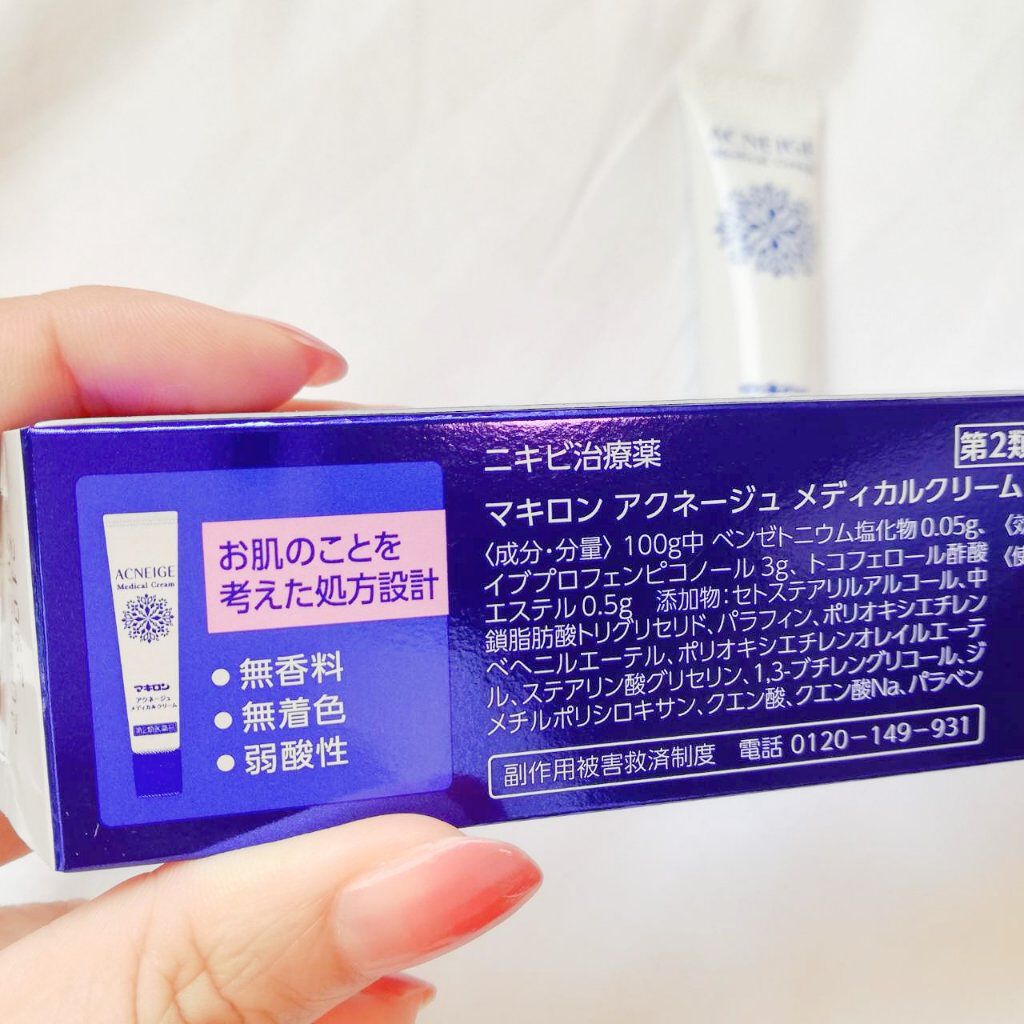 ACNEIGE
ACNEIGE
Medical Cream
マキロン
アクネージュ
メディカルクリーム
第2類医薬品
お肌のことを
考えた処方設計
● 無香料
● 無着色
● 弱酸性
ニキビ治療薬
第2類
マキロン アクネージュ メディカルクリーム
〈成分・分量〉 100g中 ベンゼトニウム塩化物0.05g、
イブプロフェンピコノール 3g、トコフェロール酢酸
エステル 0.5g 添加物：セトステアリルアルコール、中
鎖脂肪酸トリグリセリド、パラフィン、ポリオキシエチレン
ベヘニルエーテル、ポリオキシエチレンオレイルエーテ
ル、ステアリン酸グリセリン、1,3-ブチレングリコール、ジ
メチルポリシロキサン、クエン酸、クエン酸Na、パラベン
副作用被害救済制度 電話 0120-149-931